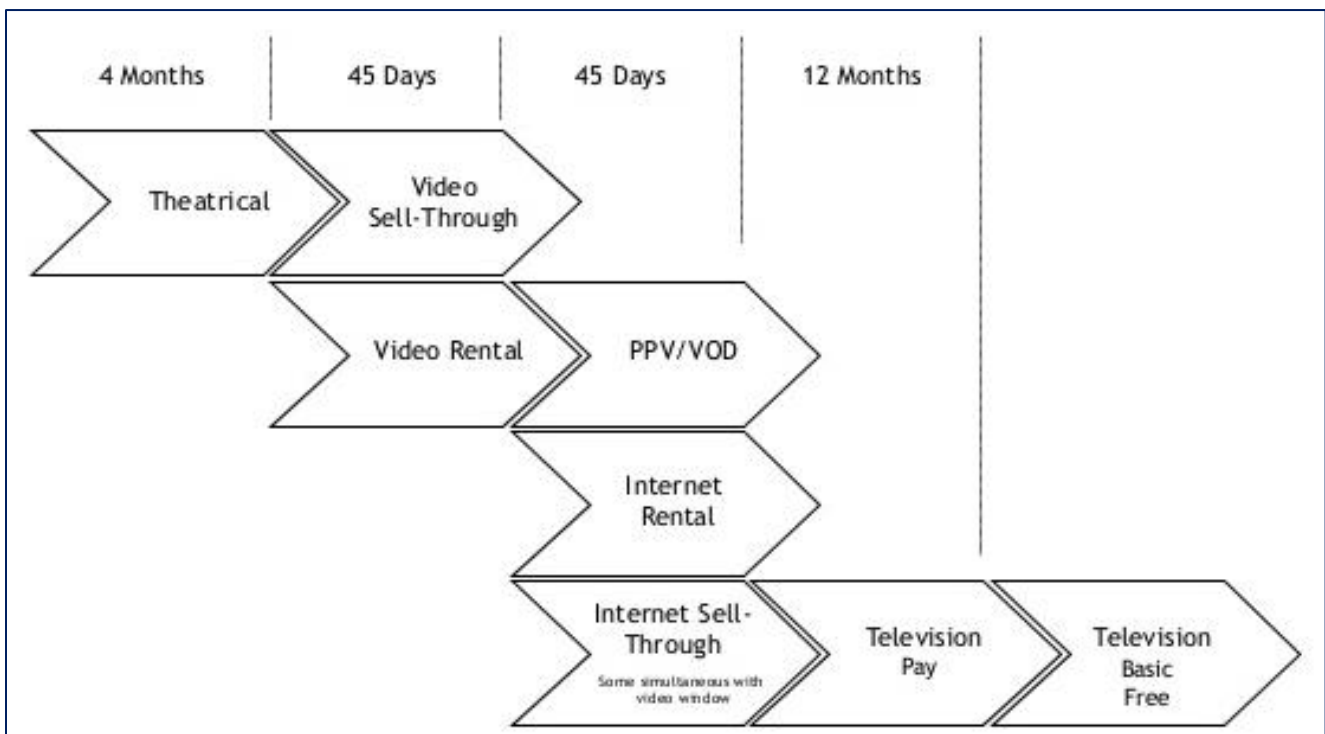 4 Months
45 Days
45 Days
12 Months
Theatrical
Video
Sell-Through
Video Rental
PPV/VOD
Internet
Rental
Internet Sell-
Through
Some simultaneous with
video window
Television
Pay
Television
Basic
Free